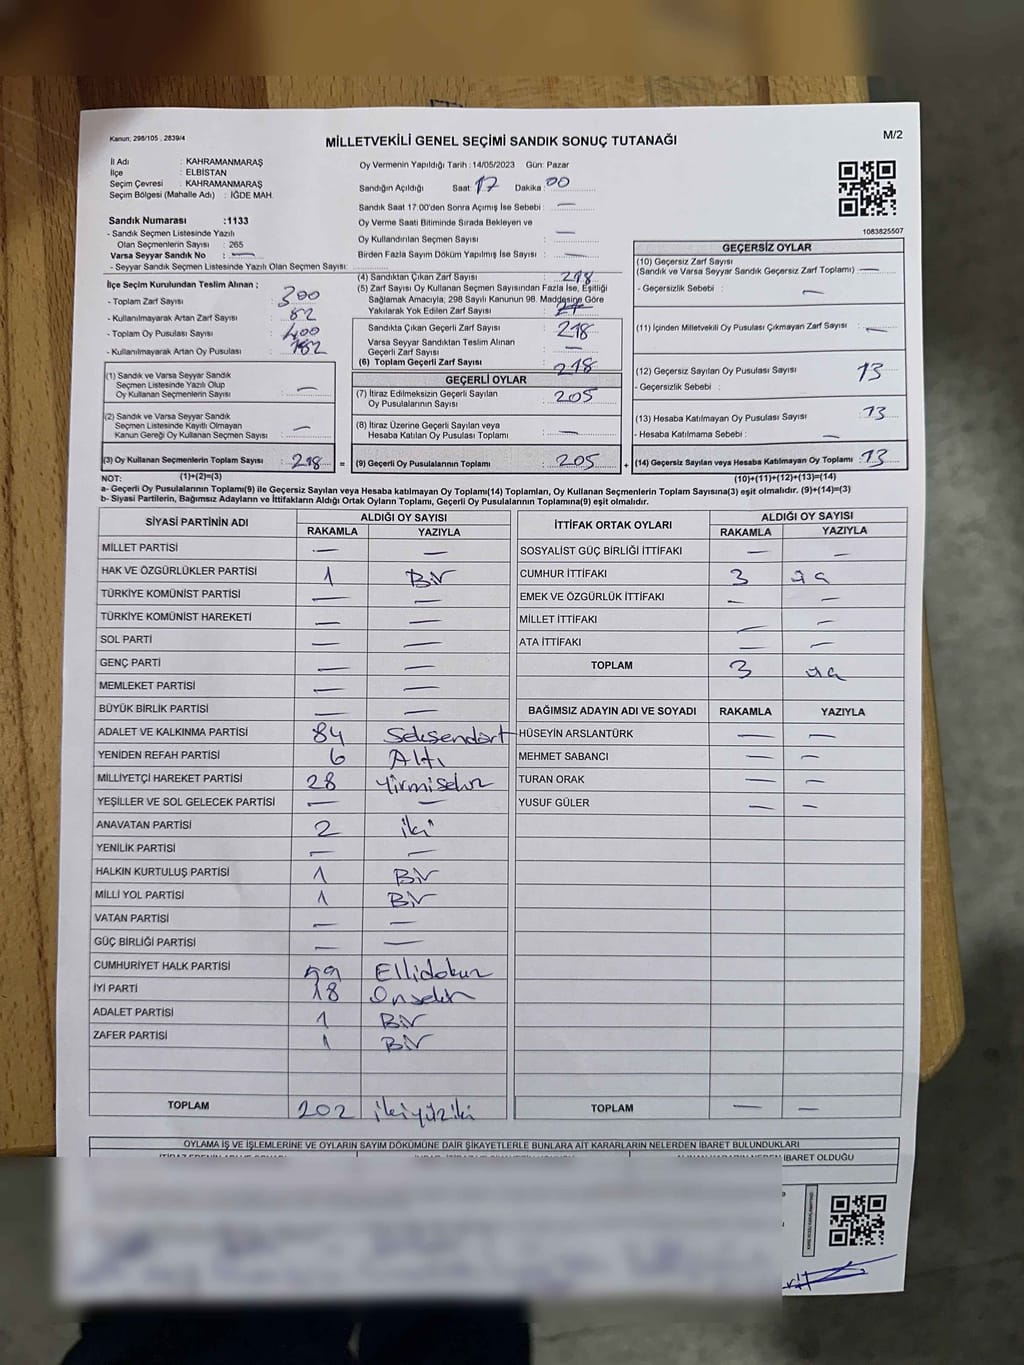 Kanun: 298/105 , 2839/4
MİLLETVEKİLİ GENEL SEÇİMİ SANDIK SONUÇ TUTANAĞI
M/2
İl Adı : KAHRAMANMARAŞ
İlçe : ELBİSTAN
Seçim Çevresi : KAHRAMANMARAŞ
Seçim Bölgesi (Mahalle Adı) : İĞDE MAH.
Sandık Numarası :1133
- Sandık Seçmen Listesinde Yazılı
Olan Seçmenlerin Sayısı : 265
Varsa Seyyar Sandık No : —
- Seyyar Sandık Seçmen Listesinde Yazılı Olan Seçmen Sayısı:
Oy Vermenin Yapıldığı Tarih : 14/05/2023 Gün: Pazar
Sandığın Açıldığı Saat: 17 Dakika : 00
Sandık Saat 17.00'den Sonra Açımış İse Sebebi : —
Oy Verme Saati Bitiminde Sırada Bekleyen ve
Oy Kullandırılan Seçmen Sayısı : —
Birden Fazla Sayım Döküm Yapılmış İse Sayısı : —
1083825507
İlçe Seçim Kurulundan Teslim Alınan ;
- Toplam Zarf Sayısı : 300
- Kullanılmayarak Artan Zarf Sayısı : 82
- Toplam Oy Pusulası Sayısı : 400
- Kullanılmayarak Artan Oy Pusulası : 182
(4) Sandıktan Çıkan Zarf Sayısı : 218
(5) Zarf Sayısı Oy Kullanan Seçmen Sayısından Fazla İse, Eşitliği
Sağlamak Amacıyla; 298 Sayılı Kanunun 98. Maddesine Göre
Yakılarak Yok Edilen Zarf Sayısı :
Sandıkta Çıkan Geçerli Zarf Sayısı : 218
Varsa Seyyar Sandıktan Teslim Alınan
Geçerli Zarf Sayısı : —
(6) Toplam Geçerli Zarf Sayısı : 218
GEÇERSİZ OYLAR
(10) Geçersiz Zarf Sayısı
(Sandık ve Varsa Seyyar Sandık Geçersiz Zarf Toplamı) : —
- Geçersizlik Sebebi : —
(11) İçinden Milletvekili Oy Pusulası Çıkmayan Zarf Sayısı : —
(12) Geçersiz Sayılan Oy Pusulası Sayısı : 13
- Geçersizlik Sebebi :
(13) Hesaba Katılmayan Oy Pusulası Sayısı : 13
- Hesaba Katılmama Sebebi : —
(1) Sandık ve Varsa Seyyar Sandık
Seçmen Listesinde Yazılı Olup
Oy Kullanan Seçmenlerin Sayısı : —
(2) Sandık ve Varsa Seyyar Sandık
Seçmen Listesinde Kayıtlı Olmayan
Kanun Gereği Oy Kullanan Seçmen Sayısı : —
GEÇERLİ OYLAR
(7) İtiraz Edilmeksizin Geçerli Sayılan
Oy Pusulalarının Sayısı : 205
(8) İtiraz Üzerine Geçerli Sayılan veya
Hesaba Katılan Oy Pusulası Toplamı : —
(3) Oy Kullanan Seçmenlerin Toplam Sayısı : 218 = (9) Geçerli Oy Pusulalarının Toplamı : 205 + (14) Geçersiz Sayılan veya Hesaba Katılmayan Oy Toplamı : 13
NOT: (1)+(2)=(3) (10)+(11)+(12)+(13)=(14)
a- Geçerli Oy Pusulalarının Toplamı(9) ile Geçersiz Sayılan veya Hesaba katılmayan Oy Toplamı(14) Toplamları, Oy Kullanan Seçmenlerin Toplam Sayısına(3) eşit olmalıdır. (9)+(14)=(3)
b- Siyasi Partilerin, Bağımsız Adayların ve İttifakların Aldığı Ortak Oyların Toplamı, Geçerli Oy Pusulalarının Toplamına(9) eşit olmalıdır.
SİYASİ PARTİNİN ADI ALDIĞI OY SAYISI
RAKAMLA YAZIYLA
MİLLET PARTİSİ — —
HAK VE ÖZGÜRLÜKLER PARTİSİ 1 Bir
TÜRKİYE KOMÜNİST PARTİSİ — —
TÜRKİYE KOMÜNİST HAREKETİ — —
SOL PARTİ — —
GENÇ PARTİ — —
MEMLEKET PARTİSİ — —
BÜYÜK BİRLİK PARTİSİ — —
ADALET VE KALKINMA PARTİSİ 84 Seksendört
YENİDEN REFAH PARTİSİ 6 Altı
MİLLİYETÇİ HAREKET PARTİSİ 28 Yirmisekiz
YEŞİLLER VE SOL GELECEK PARTİSİ — —
ANAVATAN PARTİSİ 2 iki
YENİLİK PARTİSİ — —
HALKIN KURTULUŞ PARTİSİ 1 Bir
MİLLİ YOL PARTİSİ 1 Bir
VATAN PARTİSİ — —
GÜÇ BİRLİĞİ PARTİSİ — —
CUMHURİYET HALK PARTİSİ 59 Ellidokuz
İYİ PARTİ 18 Onsekiz
ADALET PARTİSİ 1 Bir
ZAFER PARTİSİ 1 Bir
TOPLAM 202 ikiyüziki
İTTİFAK ORTAK OYLARI ALDIĞI OY SAYISI
RAKAMLA YAZIYLA
SOSYALİST GÜÇ BİRLİĞİ İTTİFAKI — —
CUMHUR İTTİFAKI 3 üç
EMEK VE ÖZGÜRLÜK İTTİFAKI — —
MİLLET İTTİFAKI — —
ATA İTTİFAKI — —
TOPLAM 3 üç
BAĞIMSIZ ADAYIN ADI VE SOYADI RAKAMLA YAZIYLA
HÜSEYİN ARSLANTÜRK — —
MEHMET SABANCI — —
TURAN ORAK — —
YUSUF GÜLER — —
TOPLAM — —
OYLAMA İŞ VE İŞLEMLERİNE VE OYLARIN SAYIM DÖKÜMÜNE DAİR ŞİKAYETLERLE BUNLARA AİT KARARLARIN NELERDEN İBARET BULUNDUKLARI
İBARET OLDUĞU